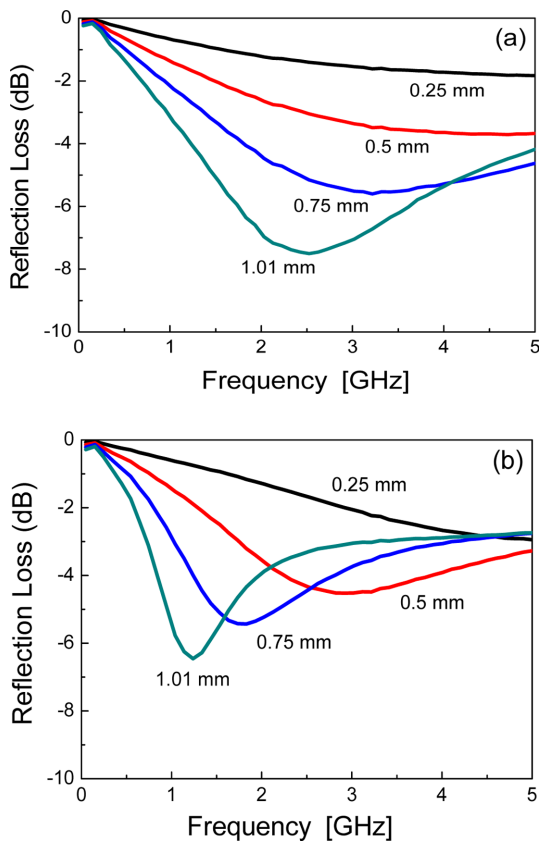 (a)
0
-2
-4
-6
-8
-10
Reflection Loss (dB)
0.25 mm
0.5 mm
0.75 mm
1.01 mm
0 1 2 3 4 5
Frequency [GHz]
(b)
0
-2
-4
-6
-8
-10
Reflection Loss (dB)
0.25 mm
0.5 mm
0.75 mm
1.01 mm
0 1 2 3 4 5
Frequency [GHz]